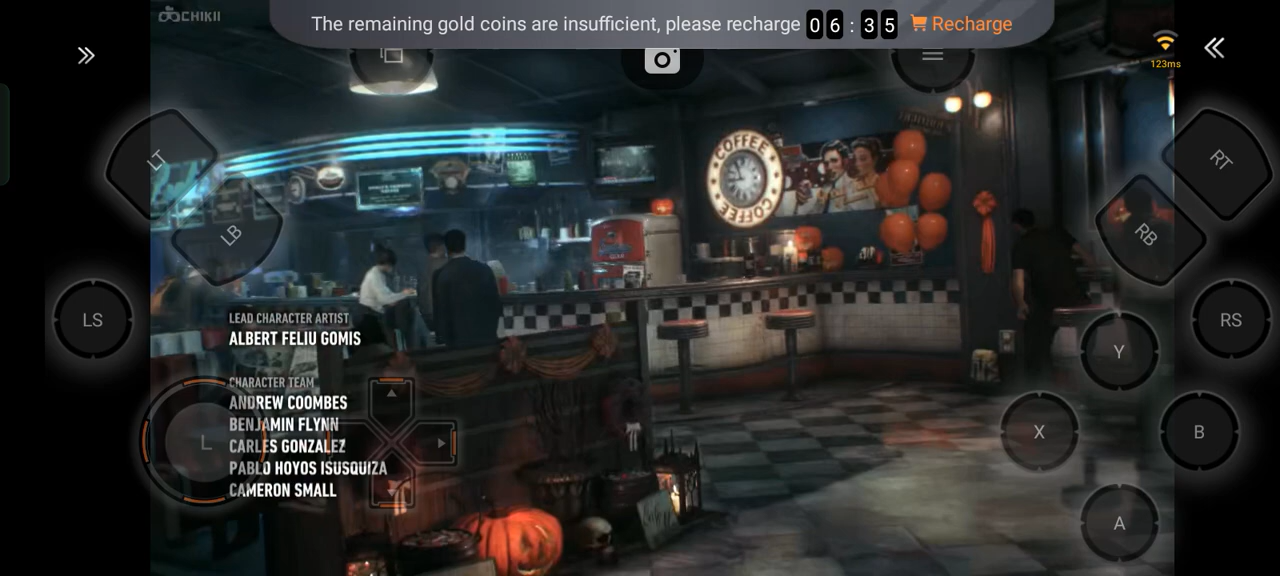 CHIKII
The remaining gold coins are insufficient, please recharge 06:35 Recharge
123ms
LT
RT
LB
RB
COFFEE
COFFEE
LS
RS
LEAD CHARACTER ARTIST
ALBERT FELIU GOMIS
Y
CHARACTER TEAM
ANDREW COOMBES
BENJAMIN FLYNN
L
CARLES GONZALEZ
X
B
PABLO HOYOS ISUSQUIZA
CAMERON SMALL
A